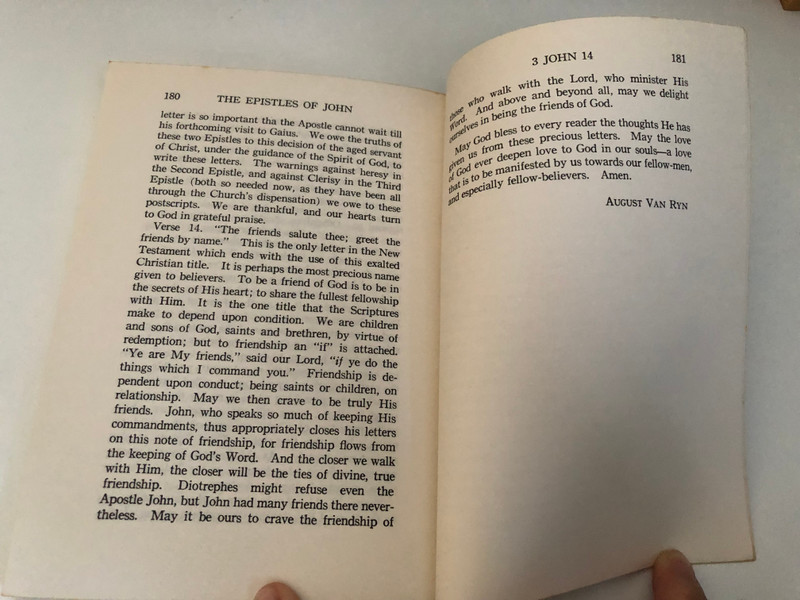 180 THE EPISTLES OF JOHN
letter is so important tha the Apostle cannot wait till
his forthcoming visit to Gaius. We owe the truths of
these two Epistles to this decision of the aged servant
of Christ, under the guidance of the Spirit of God, to
write these letters. The warnings against heresy in
the Second Epistle, and against Clerisy in the Third
Epistle (both so needed now, as they have been all
through the Church's dispensation) we owe to these
postscripts. We are thankful, and our hearts turn
to God in grateful praise.
Verse 14. "The friends salute thee; greet the
friends by name." This is the only letter in the New
Testament which ends with the use of this exalted
Christian title. It is perhaps the most precious name
given to believers. To be a friend of God is to be in
the secrets of His heart; to share the fullest fellowship
with Him. It is the one title that the Scriptures
make to depend upon condition. We are children
and sons of God, saints and brethren, by virtue of
redemption; but to friendship an "if" is attached.
"Ye are My friends," said our Lord, "if ye do the
things which I command you." Friendship is de-
pendent upon conduct; being saints or children, on
relationship. May we then crave to be truly His
friends. John, who speaks so much of keeping His
commandments, thus appropriately closes his letters
on this note of friendship, for friendship flows from
the keeping of God's Word. And the closer we walk
with Him, the closer will be the ties of divine, true
friendship. Diotrephes might refuse even the
Apostle John, but John had many friends there never-
theless. May it be ours to crave the friendship of
3 JOHN 14 181
those who walk with the Lord, who minister His
Word. And above and beyond all, may we delight
ourselves in being the friends of God.
May God bless to every reader the thoughts He has
given us from these precious letters. May the love
of God ever deepen love to God in our souls—a love
that is to be manifested by us towards our fellow-men,
and especially fellow-believers. Amen.
AUGUST VAN RYN